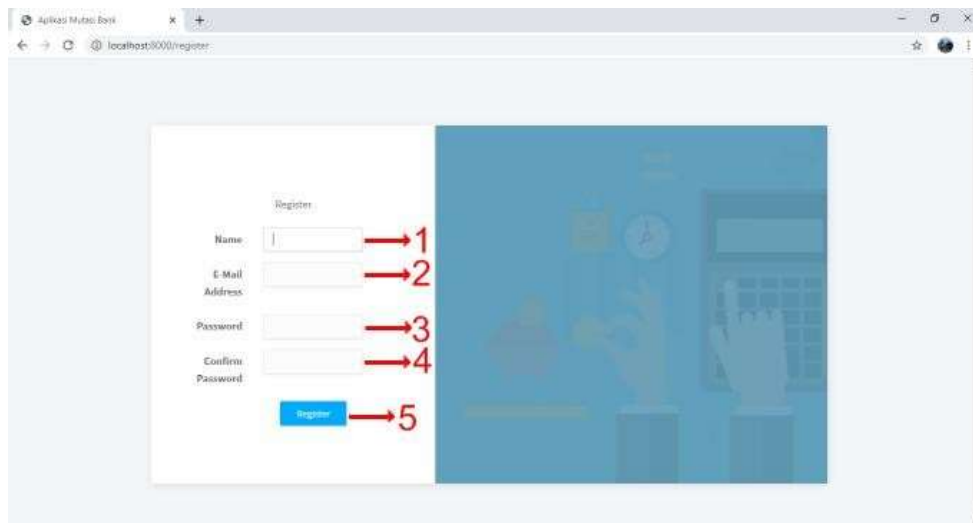 Aplikasi Mutasi Bank
localhost:8000/register
Register
Name
1
E-Mail
Address
2
Password
3
Confirm
Password
4
Register
5